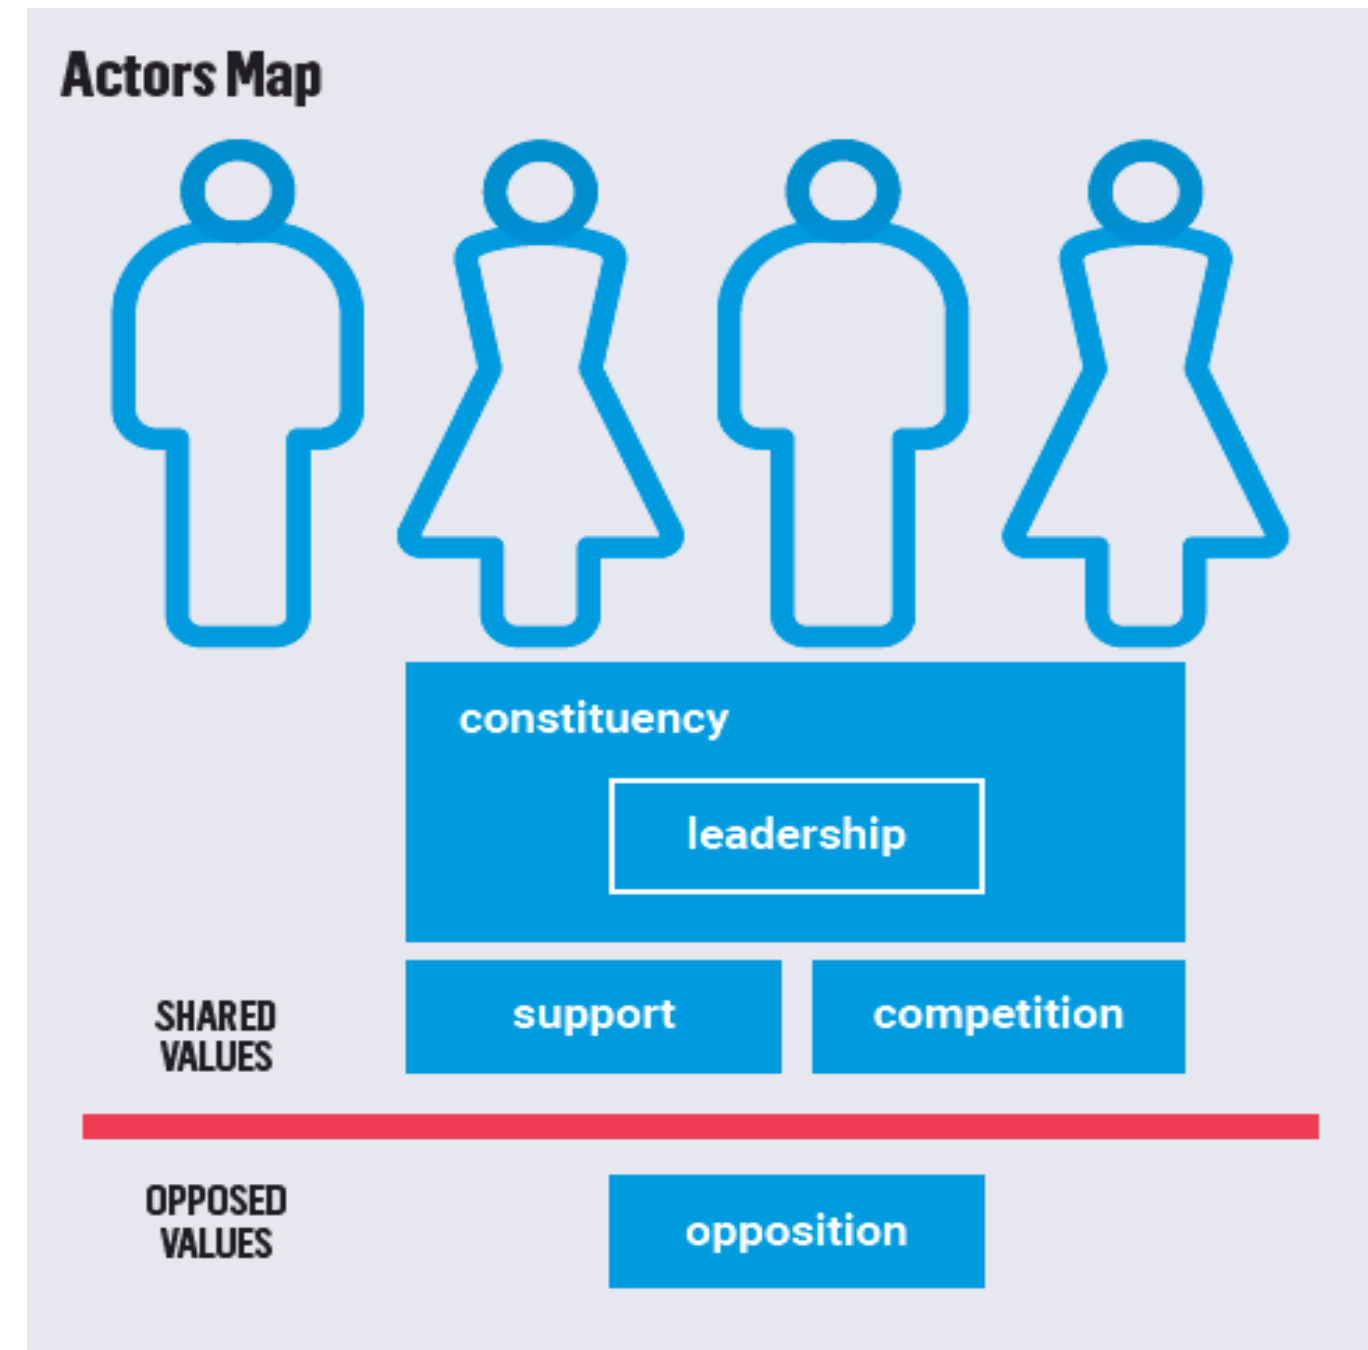 Actors Map
constituency
leadership
SHARED
VALUES
support
competition
OPPOSED
VALUES
opposition